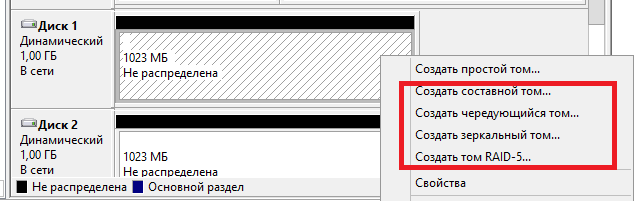 Диск 1
Динамический
1,00 ГБ
В сети
1023 МБ
Не распределена
Создать простой том...
Создать составной том...
Создать чередующийся том...
Создать зеркальный том...
Создать том RAID-5...
Свойства
Диск 2
Динамический
1,00 ГБ
В сети
1023 МБ
Не распределена
Не распределена Основной раздел